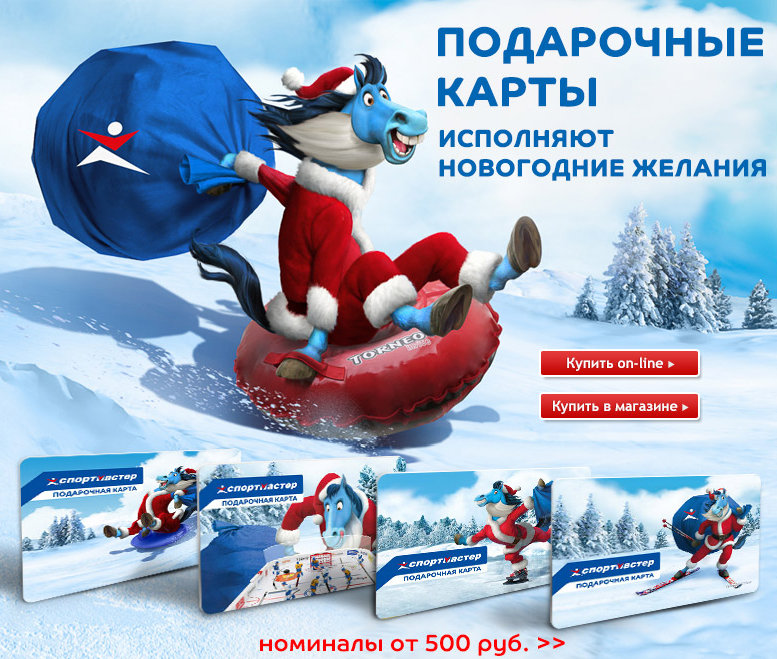 ПОДАРОЧНЫЕ
КАРТЫ
ИСПОЛНЯЮТ
НОВОГОДНИЕ ЖЕЛАНИЯ
TORNEO
Купить on-line
Купить в магазине
спортмастер
ПОДАРОЧНАЯ КАРТА
спортмастер
ПОДАРОЧНАЯ КАРТА
спортмастер
ПОДАРОЧНАЯ КАРТА
спортмастер
ПОДАРОЧНАЯ КАРТА
номиналы от 500 руб. >>